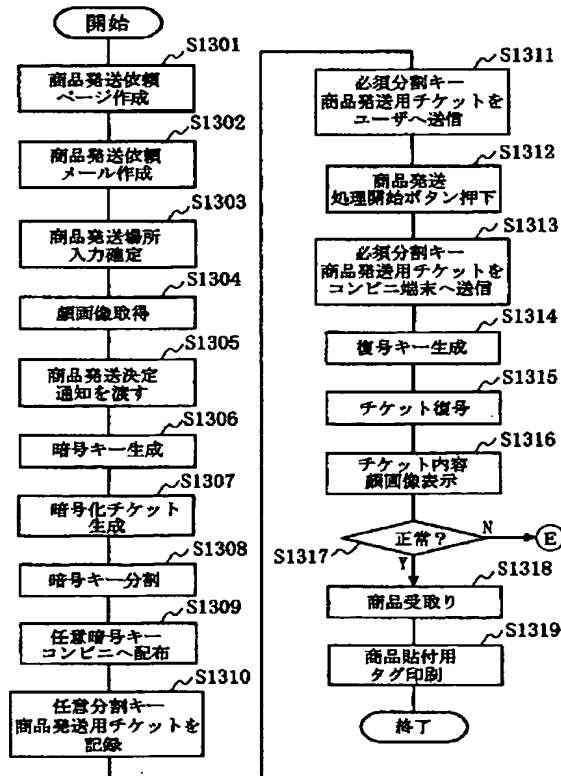 開始
S1301
商品発送依頼
ページ作成
S1302
商品発送依頼
メール作成
S1303
商品発送場所
入力確定
S1304
顔画像取得
S1305
商品発送決定
通知を渡す
S1306
暗号キー生成
S1307
暗号化チケット
生成
S1308
暗号キー分割
S1309
任意暗号キー
コンビニへ配布
S1310
任意分割キー
商品発送用チケットを
記録
S1311
必須分割キー
商品発送用チケットを
ユーザへ送信
S1312
商品発送
処理開始ボタン押下
S1313
必須分割キー
商品発送用チケットを
コンビニ端末へ送信
S1314
復号キー生成
S1315
チケット復号
S1316
チケット内容
顔画像表示
正常?
N
E
S1317
Y
S1318
商品受取り
S1319
商品貼付用
タグ印刷
終了